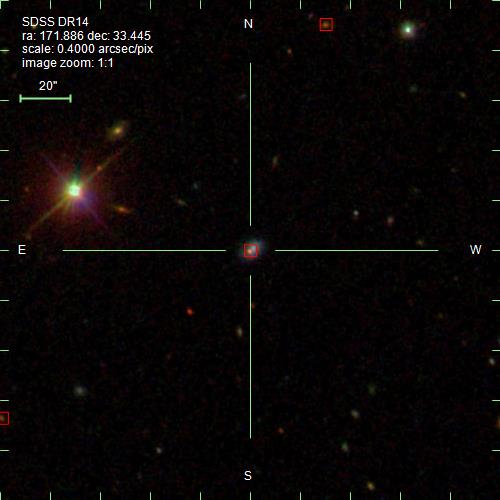 SDSS DR14
ra: 171.886 dec: 33.445
scale: 0.4000 arcsec/pix
image zoom: 1:1
20"
N
E
W
S